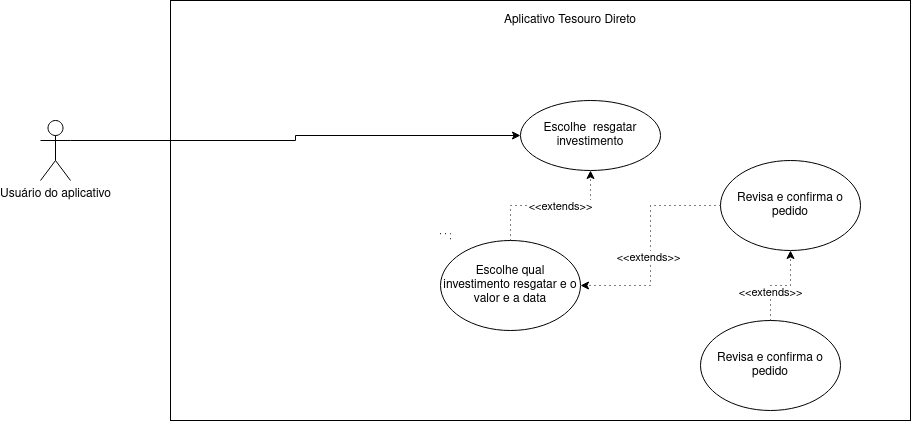 Aplicativo Tesouro Direto
Usuário do aplicativo
Escolhe  resgatar
investimento
<<extends>>
Revisa e confirma o
pedido
<<extends>>
Escolhe qual
investimento resgatar e o
valor e a data
<<extends>>
Revisa e confirma o
pedido